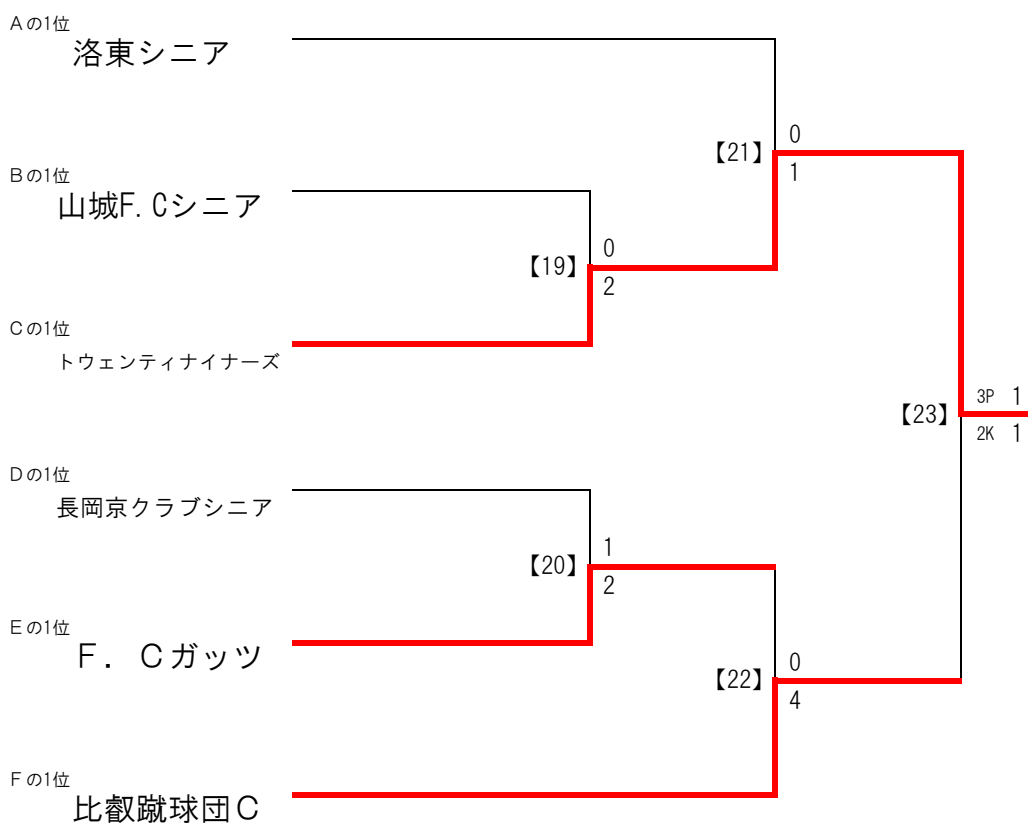 Aの1位
洛東シニア
0
【21】
1
Bの1位
山城F.Cシニア
0
【19】
2
Cの1位
トウェンティナイナーズ
3P 1
【23】
2K 1
Dの1位
長岡京クラブシニア
1
【20】
2
Eの1位
F．Cガッツ
0
【22】
4
Fの1位
比叡蹴球団C